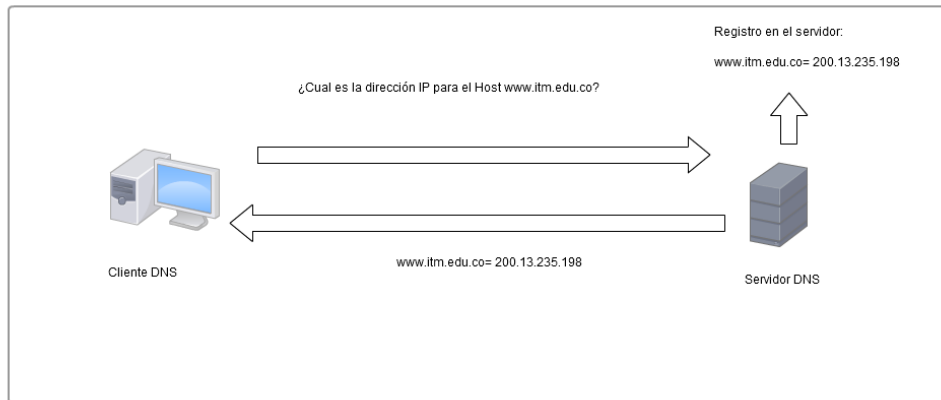 Registro en el servidor:
www.itm.edu.co= 200.13.235.198
¿Cual es la dirección IP para el Host www.itm.edu.co?
www.itm.edu.co= 200.13.235.198
Cliente DNS
Servidor DNS